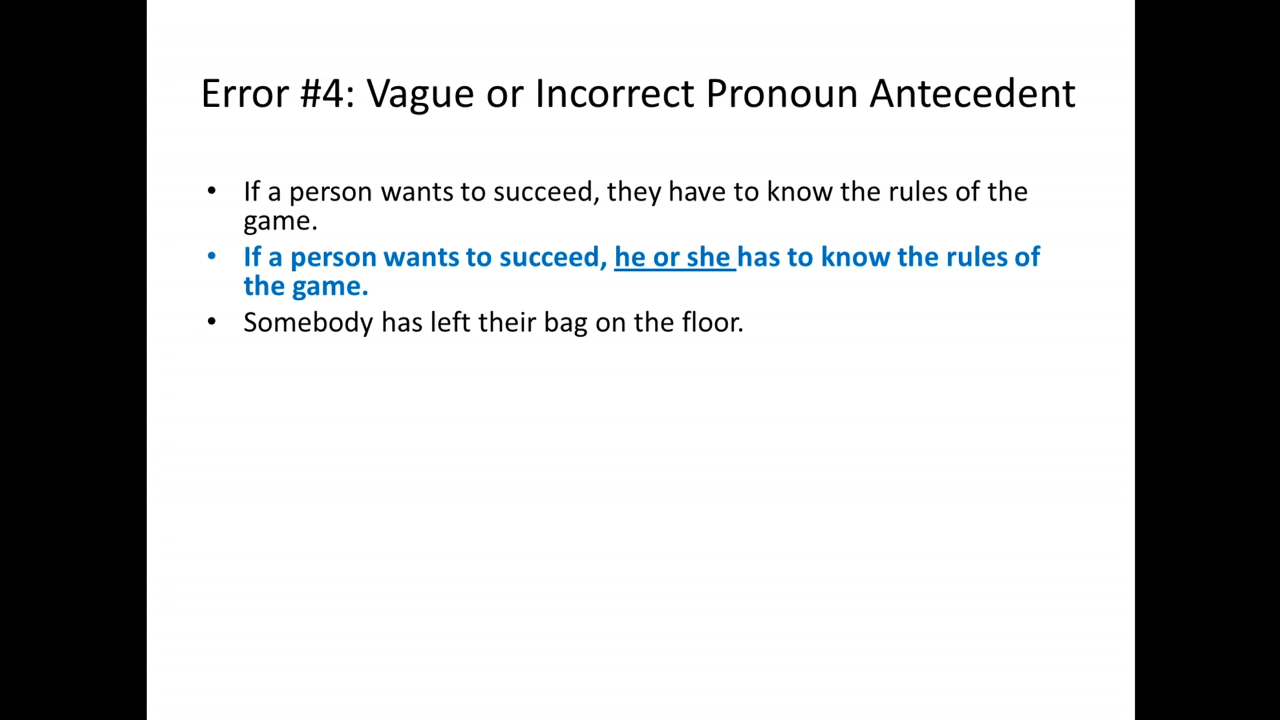 Error #4: Vague or Incorrect Pronoun Antecedent
• If a person wants to succeed, they have to know the rules of the
game.
• If a person wants to succeed, he or she has to know the rules of
the game.
• Somebody has left their bag on the floor.